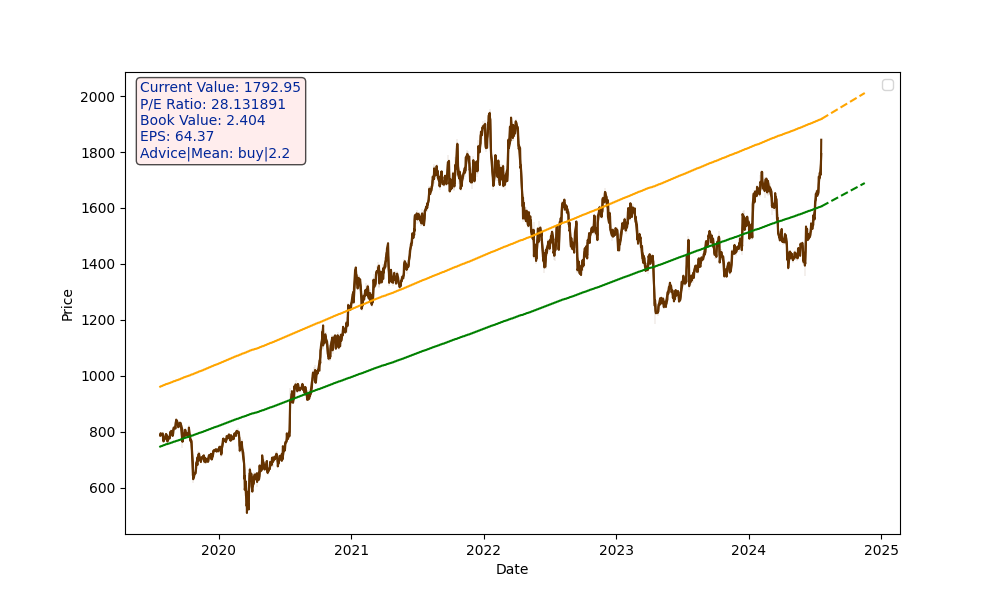 Current Value: 1792.95
P/E Ratio: 28.131891
Book Value: 2.404
EPS: 64.37
Advice|Mean: buy|2.2
2000
1800
1600
1400
1200
1000
800
600
Price
2020
2021
2022
2023
2024
2025
Date